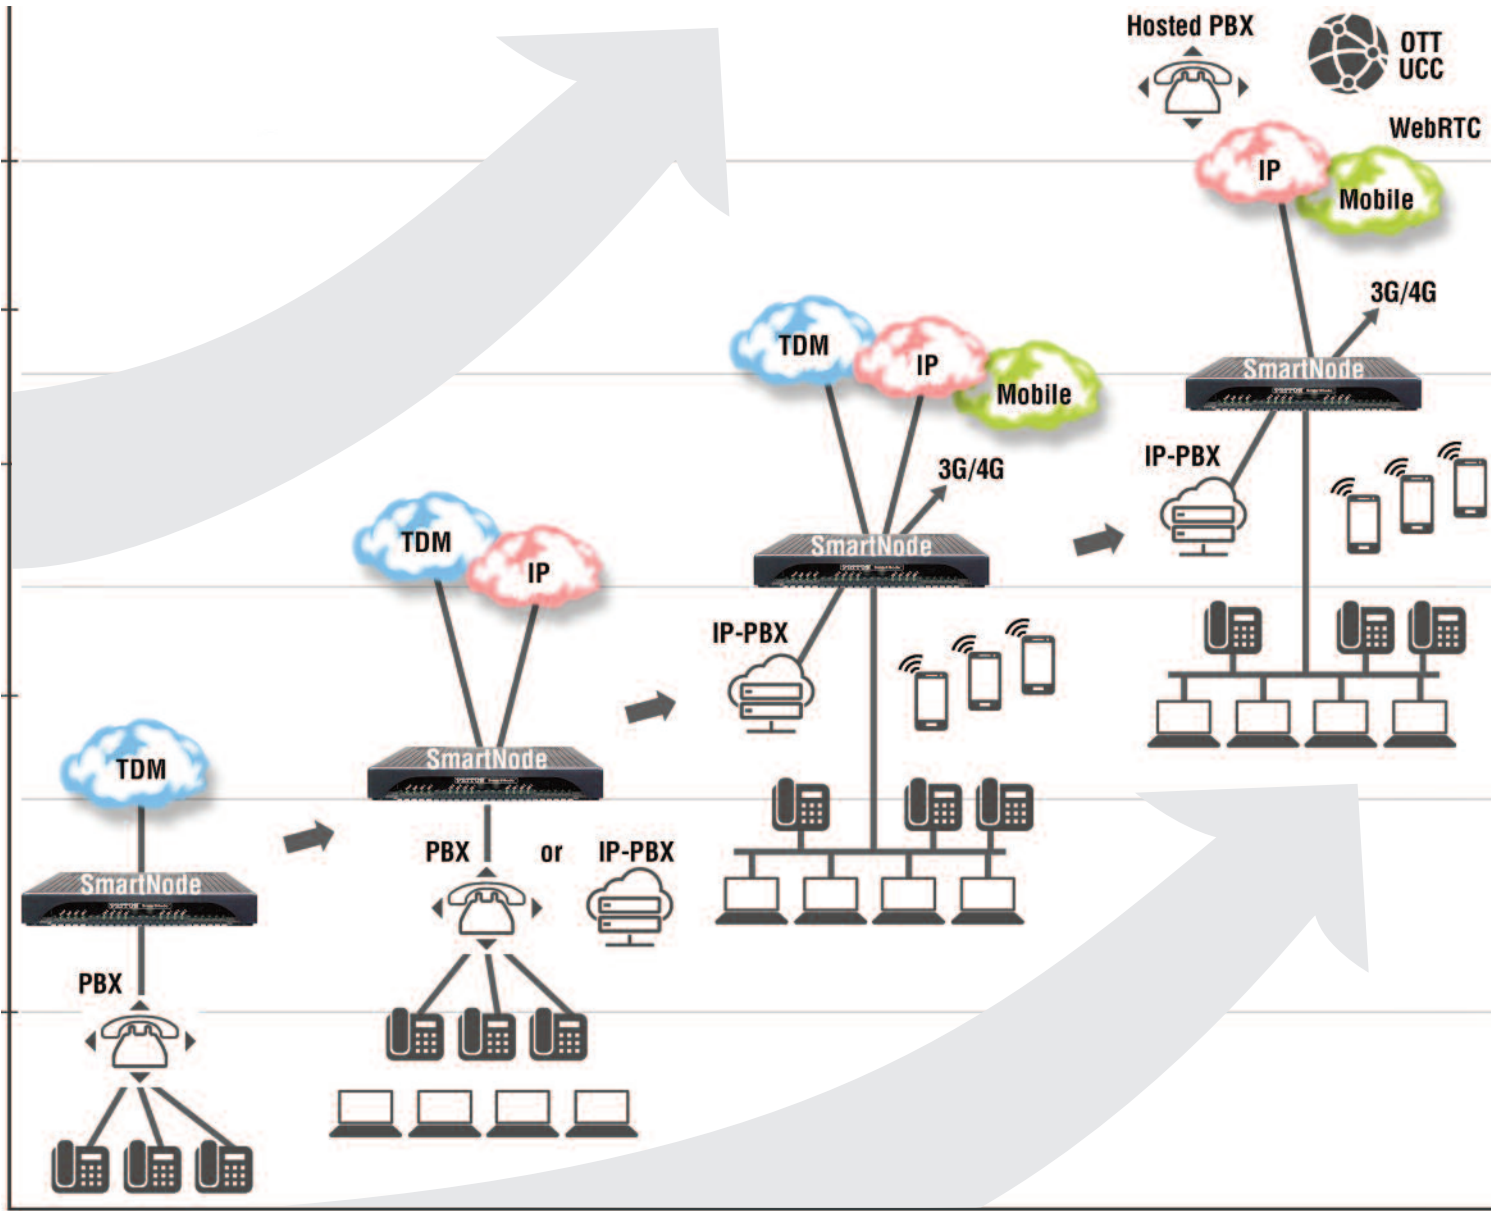 Hosted PBX
OTT
UCC
WebRTC
IP
Mobile
3G/4G
SmartNode
IP-PBX
TDM
IP
Mobile
3G/4G
SmartNode
IP-PBX
TDM
IP
SmartNode
PBX or IP-PBX
TDM
SmartNode
PBX